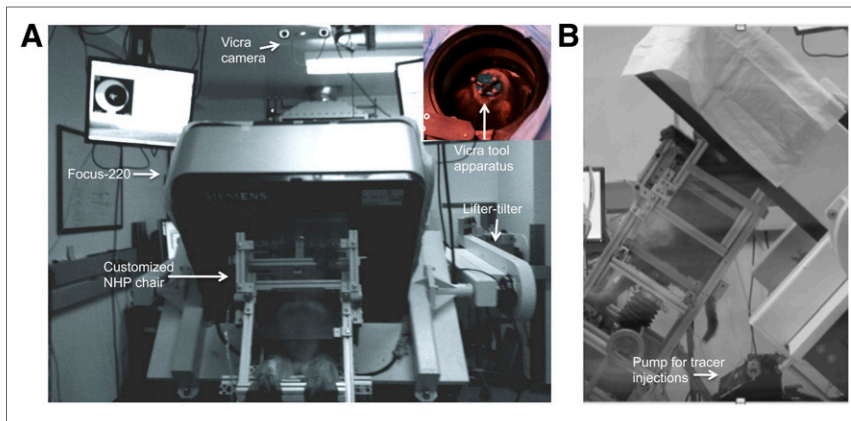 A
B
Vicra
camera
Vicra tool
apparatus
Focus-220
SIEMENS
Lifter-tilter
Customized
NHP chair
Pump for tracer
injections